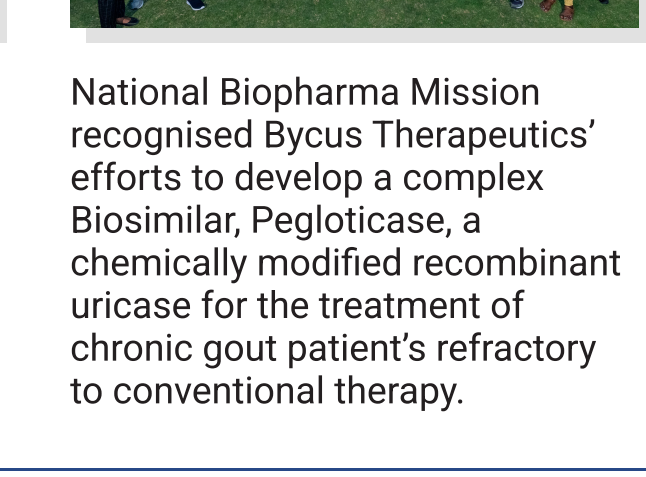 National Biopharma Mission
recognised Bycus Therapeutics’
efforts to develop a complex
Biosimilar, Pegloticase, a
chemically modified recombinant
uricase for the treatment of
chronic gout patient’s refractory
to conventional therapy.